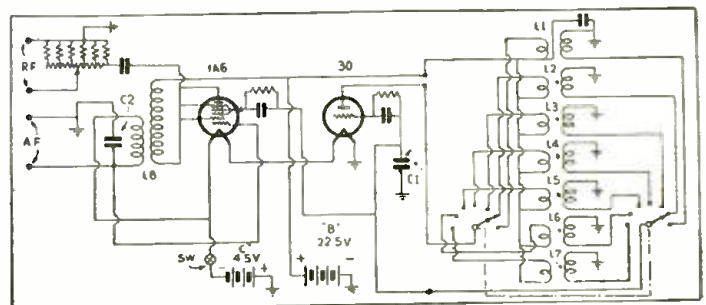 RF
AF
C2
L8
1A6
30
C1
SW
"C"
4.5V
- +
"B"
22.5V
+ -
L1
L2
L3
L4
L5
L6
L7